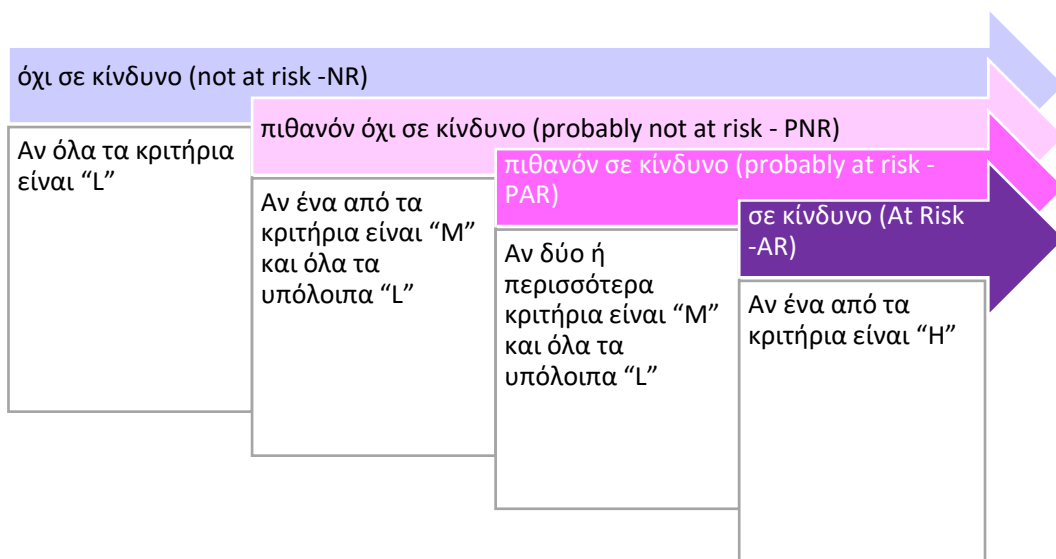 όχι σε κίνδυνο (not at risk -NR)
Αν όλα τα κριτήρια
είναι “L”
πιθανόν όχι σε κίνδυνο (probably not at risk - PNR)
Αν ένα από τα
κριτήρια είναι “M”
και όλα τα
υπόλοιπα “L”
πιθανόν σε κίνδυνο (probably at risk -
PAR)
Αν δύο ή
περισσότερα
κριτήρια είναι “M”
και όλα τα
υπόλοιπα “L”
σε κίνδυνο (At Risk
-AR)
Αν ένα από τα
κριτήρια είναι “H”